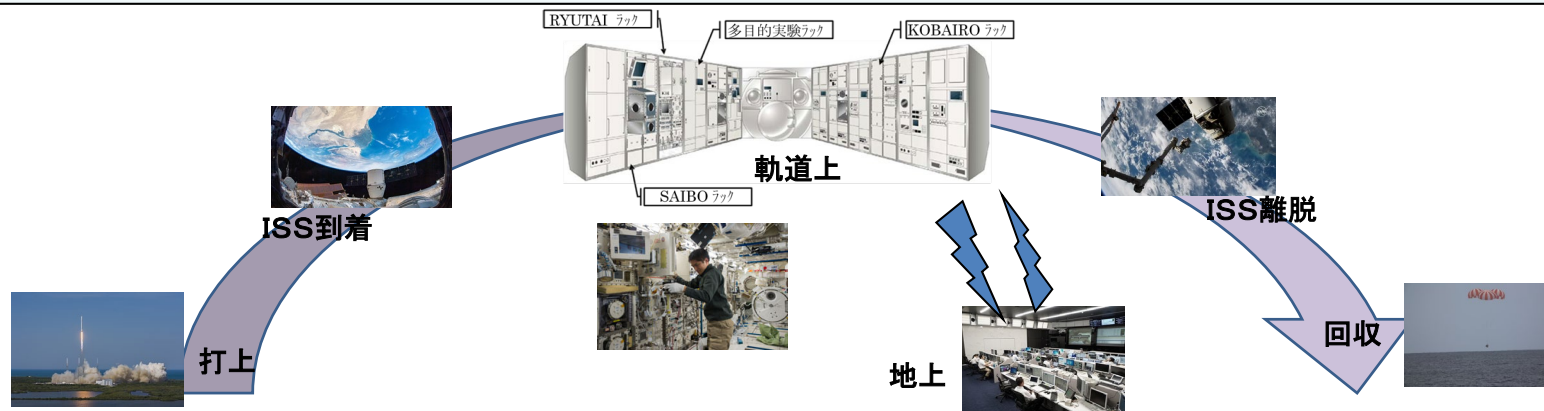 RYUTAI ラック
多目的実験ラック
KOBAIRO ラック
軌道上
SAIBO ラック
ISS到着
ISS離脱
打上
地上
回収